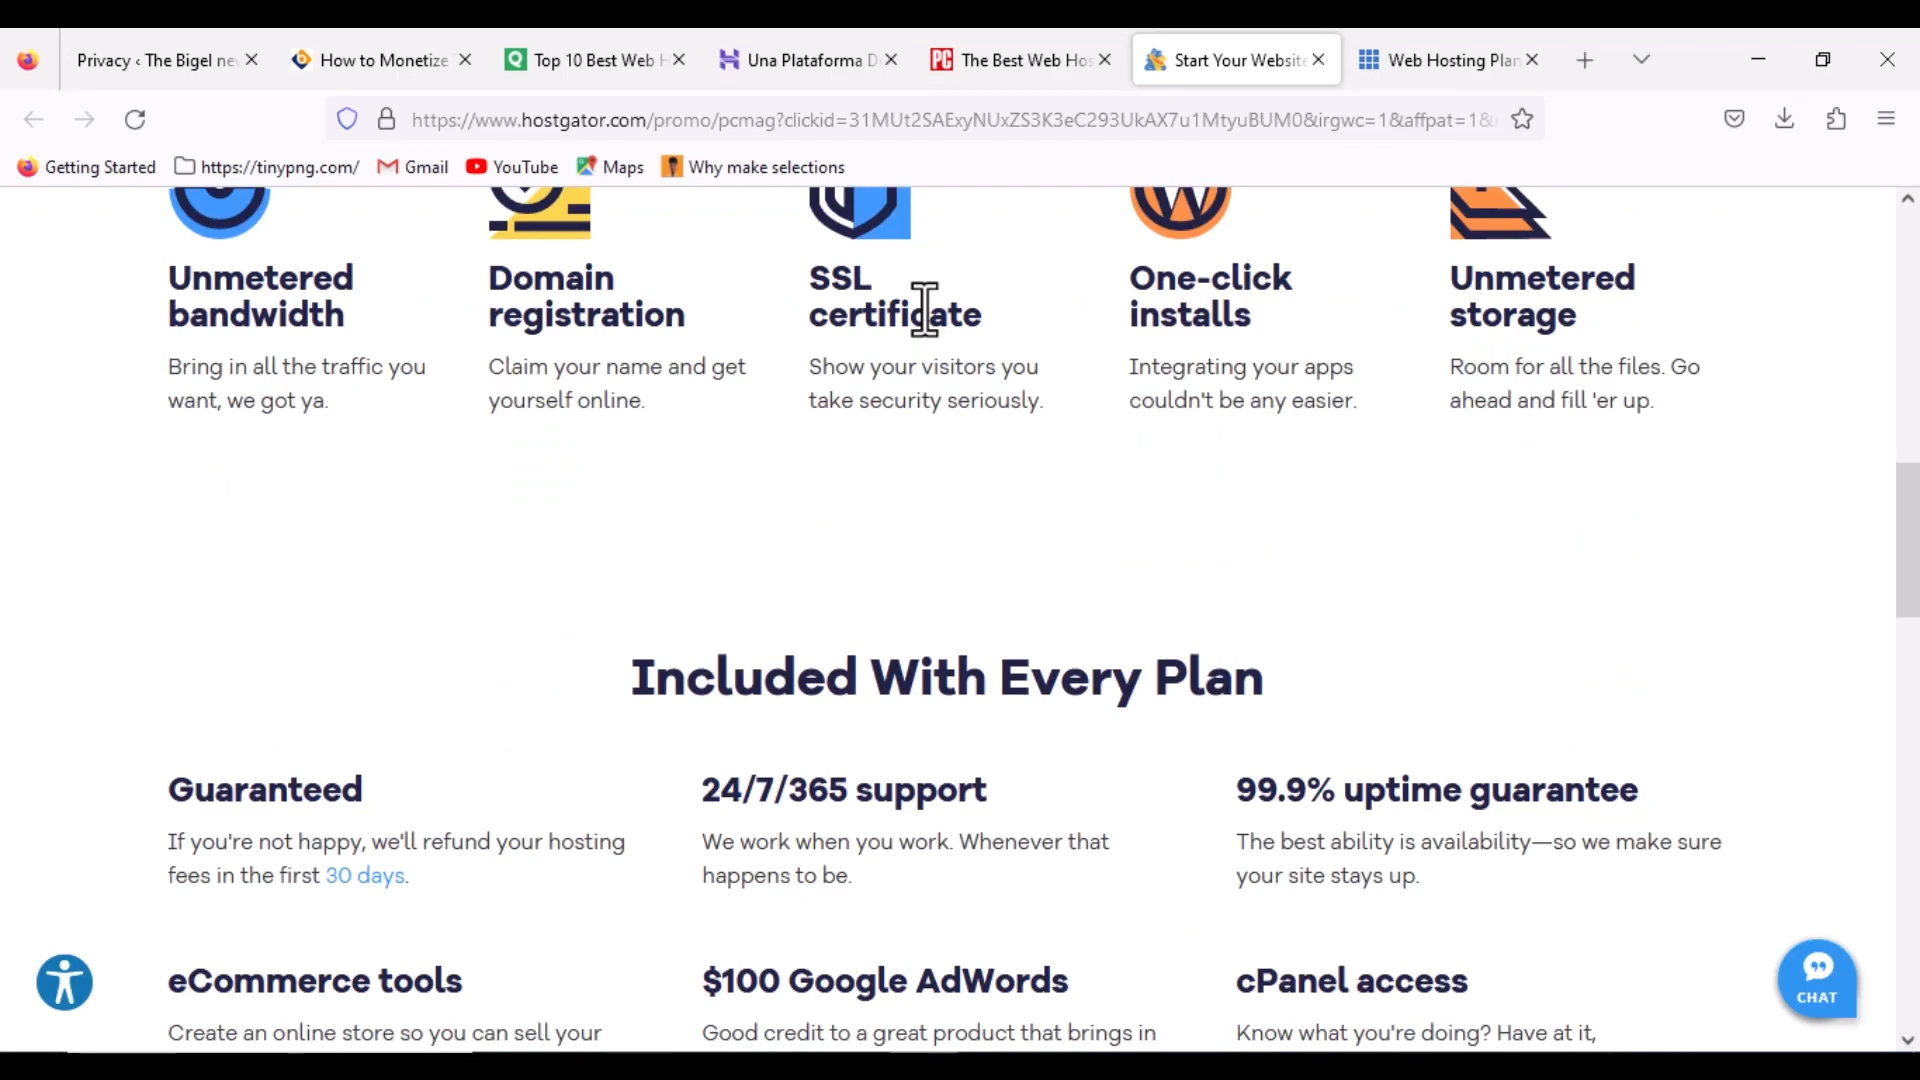 Privacy ‹ The Bigel ne
How to Monetize
Top 10 Best Web H
Una Plataforma D
PC The Best Web Hos
Start Your Website
Web Hosting Plan
https://www.hostgator.com/promo/pcmag?clickid=31MUt2SAExyNUxZS3K3eC293UkAX7u1MtyuBUM0&irgwc=1&affpat=1&
Getting Started https://tinypng.com/ Gmail YouTube Maps Why make selections
Unmetered
bandwidth
Bring in all the traffic you
want, we got ya.
Domain
registration
Claim your name and get
yourself online.
SSL
certificate
Show your visitors you
take security seriously.
One-click
installs
Integrating your apps
couldn't be any easier.
Unmetered
storage
Room for all the files. Go
ahead and fill 'er up.
Included With Every Plan
Guaranteed
If you're not happy, we'll refund your hosting
fees in the first 30 days.
24/7/365 support
We work when you work. Whenever that
happens to be.
99.9% uptime guarantee
The best ability is availability—so we make sure
your site stays up.
eCommerce tools
Create an online store so you can sell your
$100 Google AdWords
Good credit to a great product that brings in
cPanel access
Know what you're doing? Have at it,
CHAT